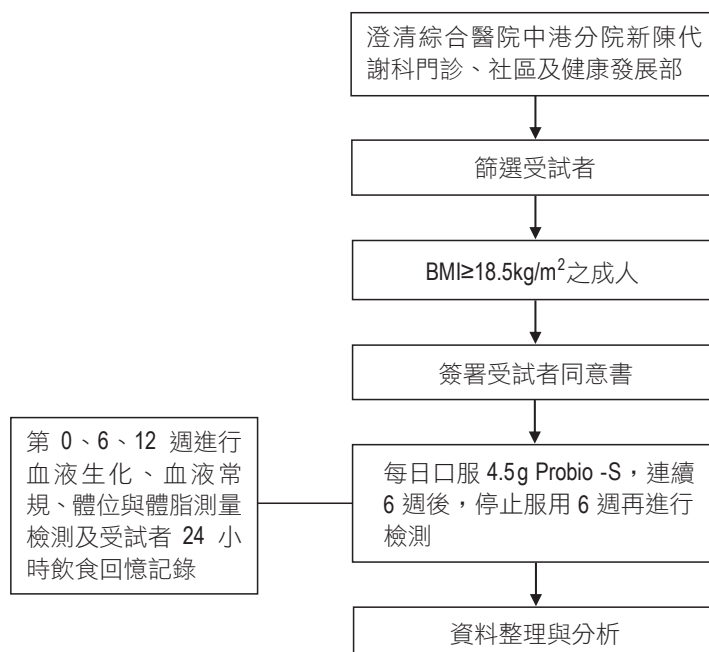 澄清綜合醫院中港分院新陳代
謝科門診、社區及健康發展部
篩選受試者
BMI≥18.5kg/m²之成人
簽署受試者同意書
第 0、6、12 週進行
血液生化、血液常
規、體位與體脂測量
檢測及受試者 24 小
時飲食回憶記錄
每日口服 4.5g Probio -S，連續
6 週後，停止服用 6 週再進行
檢測
資料整理與分析